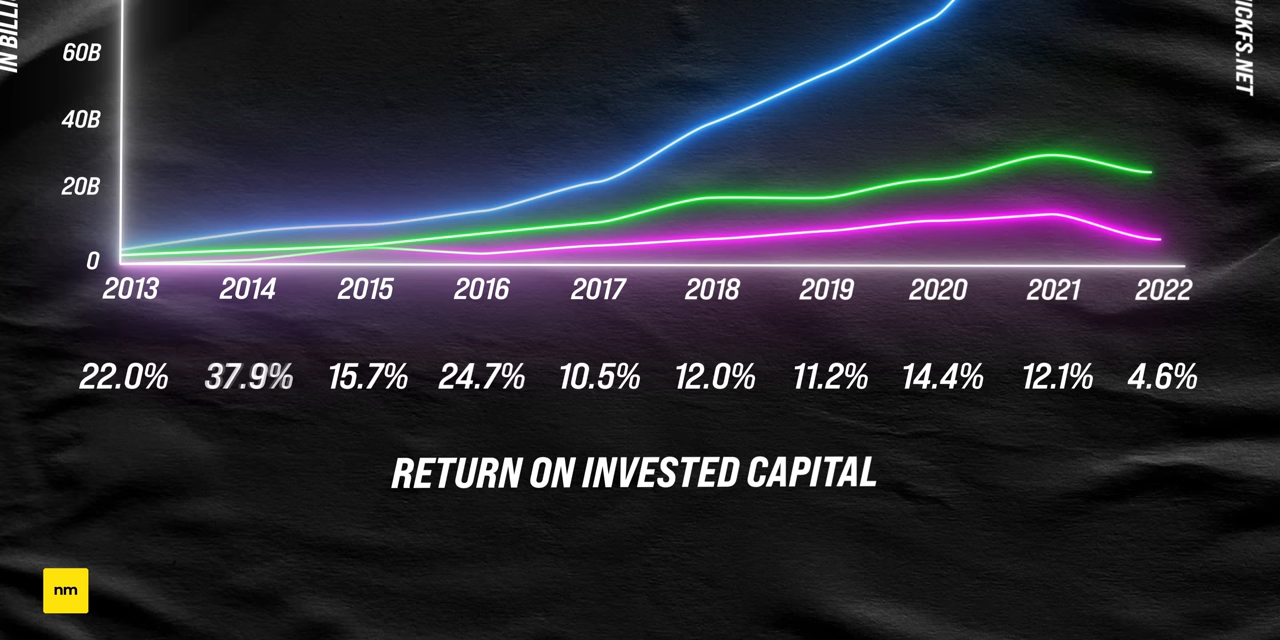 60B
40B
20B
0
2013 2014 2015 2016 2017 2018 2019 2020 2021 2022
22.0% 37.9% 15.7% 24.7% 10.5% 12.0% 11.2% 14.4% 12.1% 4.6%
RETURN ON INVESTED CAPITAL
nm
IN